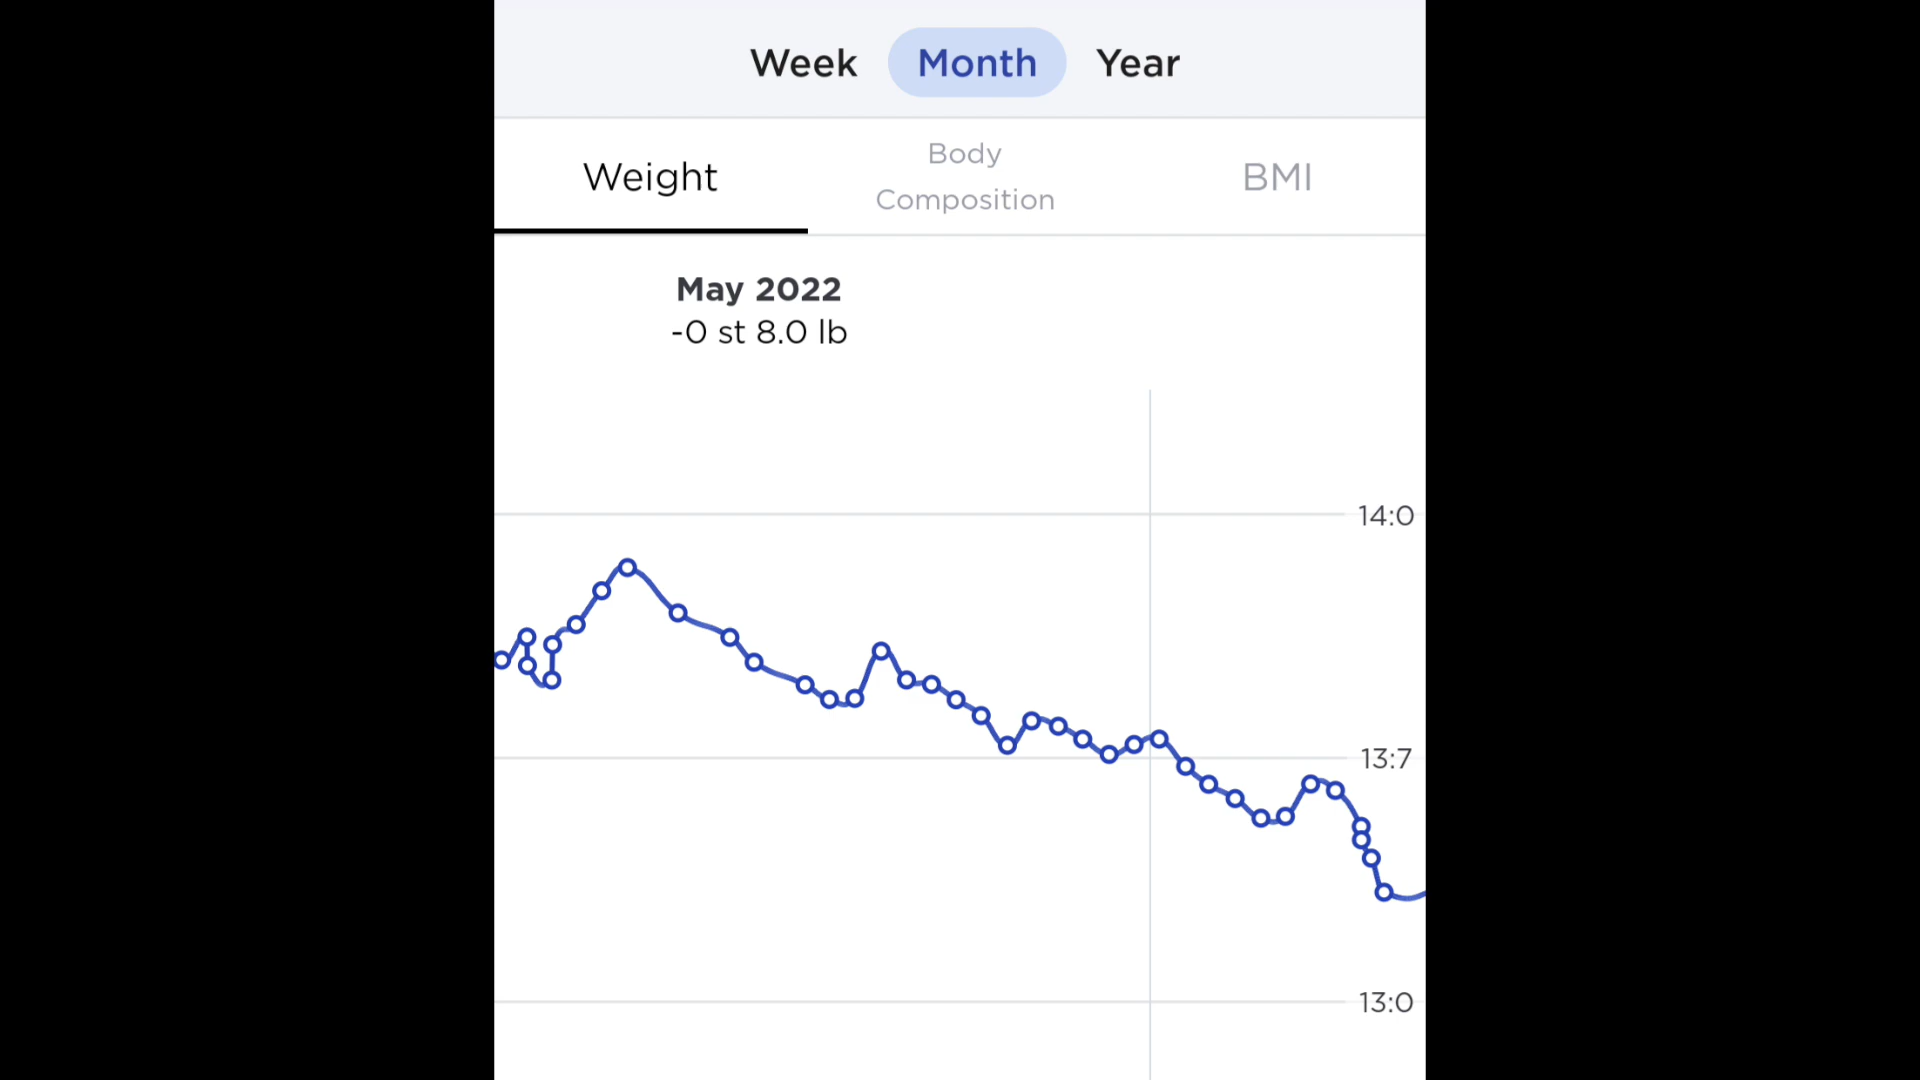 Week Month Year
Weight
Body
Composition
BMI
May 2022
-0 st 8.0 lb
14:0
13:7
13:0